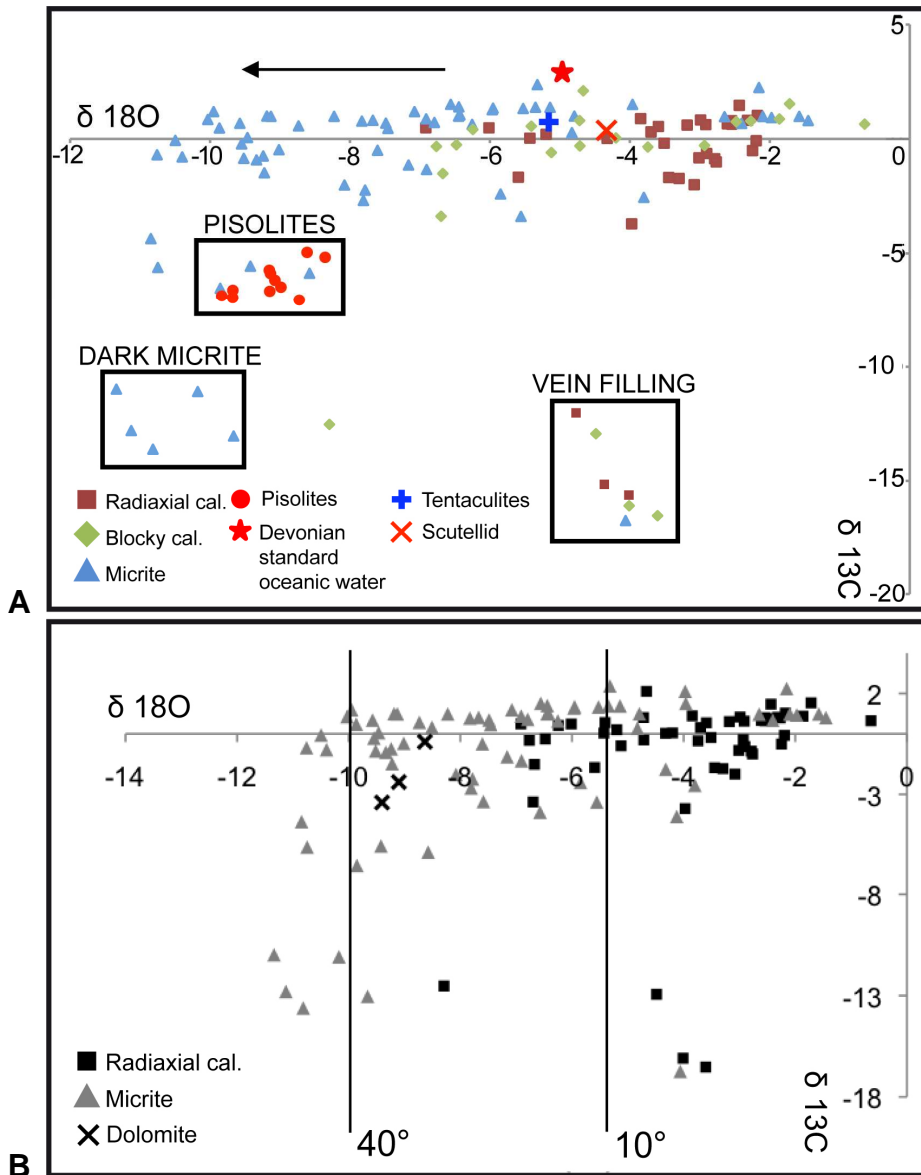 A
5
δ 18O
-12
-10
-8
-6
-4
-2
0
PISOLITES
-5
DARK MICRITE
-10
VEIN FILLING
-15
Radiaxial cal.
Pisolites
Tentaculites
Blocky cal.
Devonian
standard
oceanic water
Scutellid
Micrite
δ 13C
-20
B
2
δ 18O
-14
-12
-10
-8
-6
-4
-2
0
-3
-8
-13
Radiaxial cal.
Micrite
Dolomite
δ 13C
-18
40°
10°